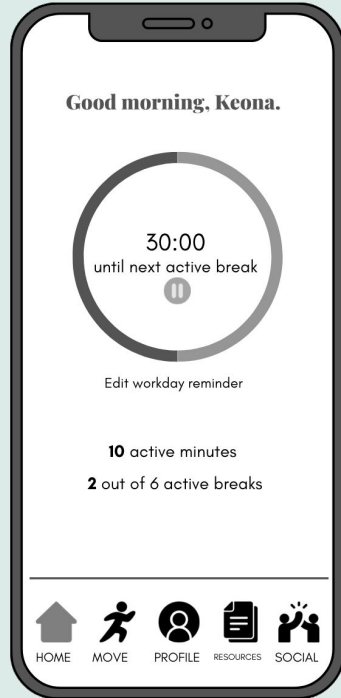 Good morning, Keona.
30:00
until next active break
Edit workday reminder
10 active minutes
2 out of 6 active breaks
HOME MOVE PROFILE RESOURCES SOCIAL